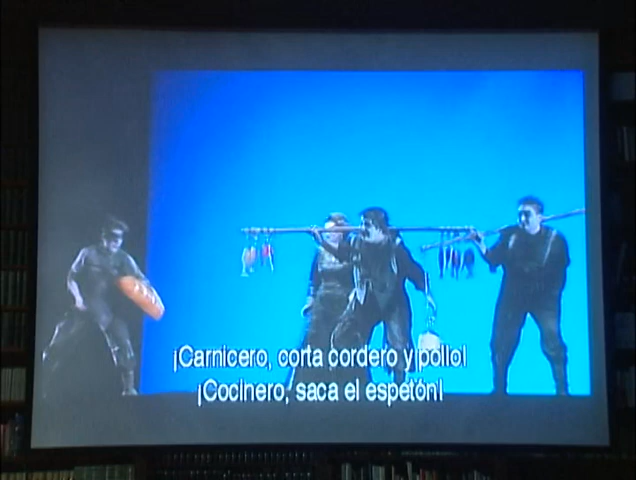 ¡Carnicero, corta cordero y pollo!
¡Cocinero, saca el espetón!